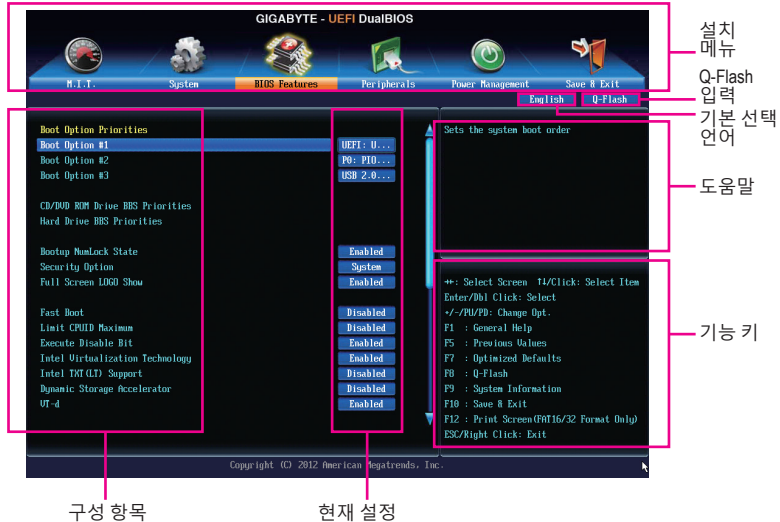 GIGABYTE - UEFI DualBIOS
M.I.T.
System
BIOS Features
Peripherals
Power Management
Save & Exit
설치
메뉴
English
Q-Flash
Q-Flash
입력
기본 선택
언어
Boot Option Priorities
Boot Option #1 UEFI: U...
Boot Option #2 P0: PIO...
Boot Option #3 USB 2.0...
CD/DVD ROM Drive BBS Priorities
Hard Drive BBS Priorities
Bootup NumLock State Enabled
Security Option System
Full Screen LOGO Show Enabled
Fast Boot Disabled
Limit CPUID Maximum Disabled
Execute Disable Bit Enabled
Intel Virtualization Technology Enabled
Intel TXT(LT) Support Disabled
Dynamic Storage Accelerator Disabled
VT-d Enabled
Sets the system boot order
도움말
→←: Select Screen ↑↓/Click: Select Item
Enter/Dbl Click: Select
+/-/PU/PD: Change Opt.
F1 : General Help
F5 : Previous Values
F7 : Optimized Defaults
F8 : Q-Flash
F9 : System Information
F10 : Save & Exit
F12 : Print Screen(FAT16/32 Format Only)
ESC/Right Click: Exit
기능 키
Copyright (C) 2012 American Megatrends, Inc.
구성 항목
현재 설정